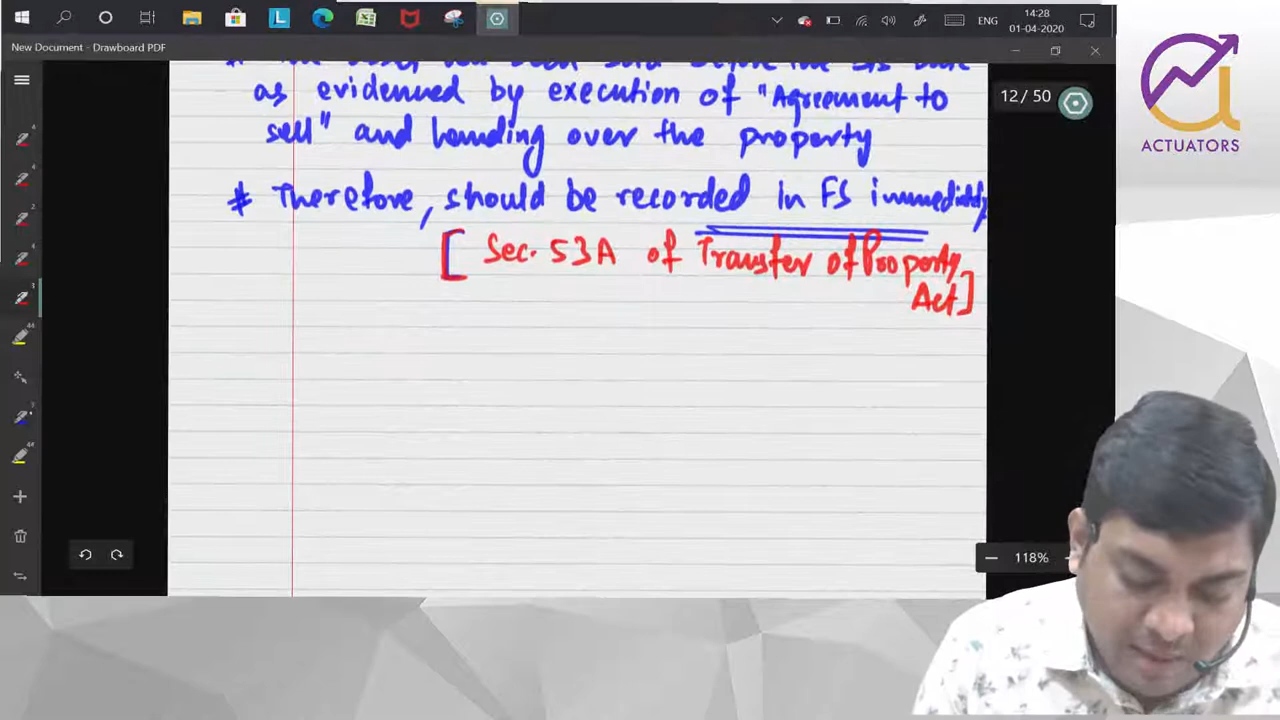 14:28
ENG
01-04-2020
New Document - Drawboard PDF
as evidenued by execution of "Agreement to
sell" and handing over the property
* Therefore, should be recorded in FS immediately
[ Sec. 53A of Transfer of Property
Act]
12 / 50
ACTUATORS
118%